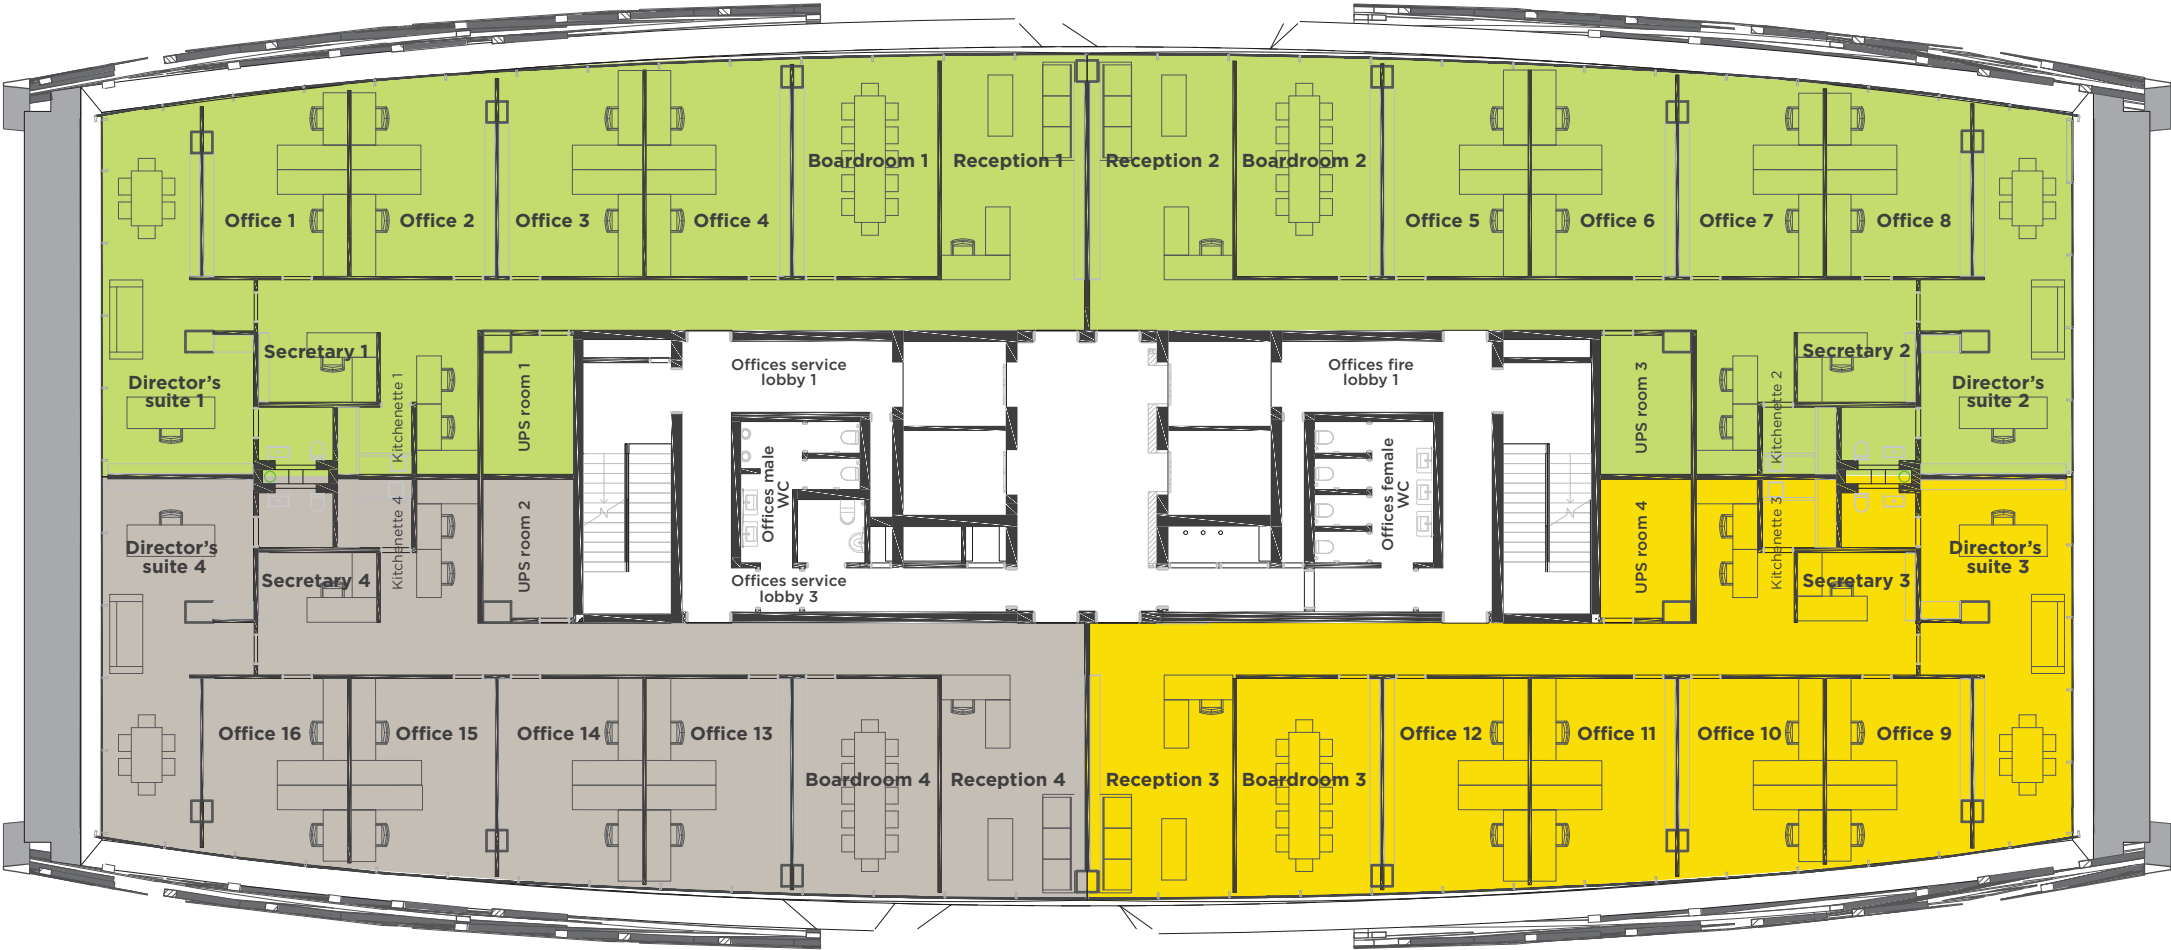 Boardroom 1
Reception 1
Reception 2
Boardroom 2
Office 1
Office 2
Office 3
Office 4
Office 5
Office 6
Office 7
Office 8
Secretary 1
Director's
suite 1
Kitchenette 1
UPS room 1
Offices service
lobby 1
Offices fire
lobby 1
UPS room 3
Kitchenette 2
Secretary 2
Director's
suite 2
Offices male
WC
Offices female
WC
Director's
suite 4
Secretary 4
Kitchenette 4
UPS room 2
Offices service
lobby 3
UPS room 4
Kitchenette 3
Secretary 3
Director's
suite 3
Office 16
Office 15
Office 14
Office 13
Office 12
Office 11
Office 10
Office 9
Boardroom 4
Reception 4
Reception 3
Boardroom 3